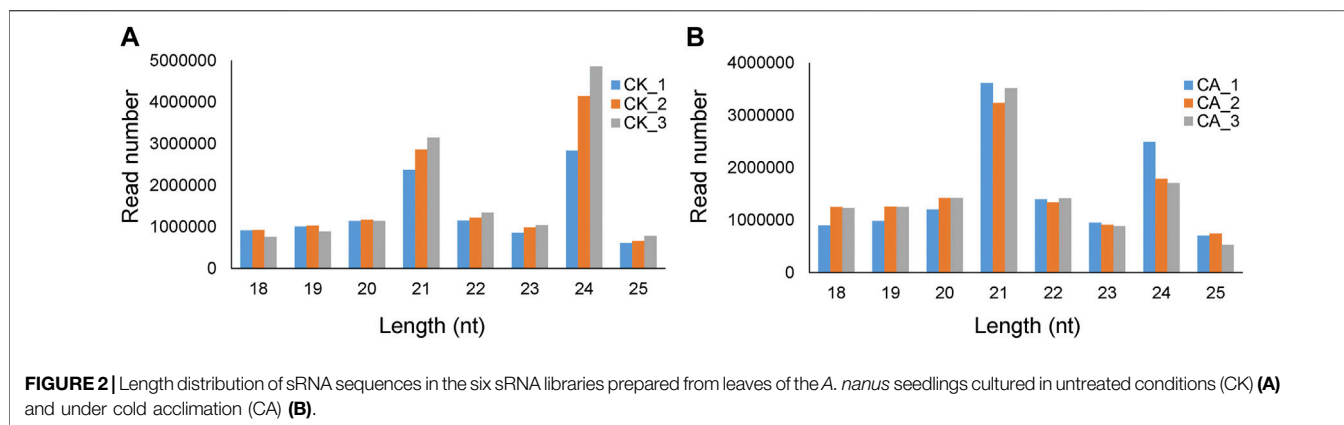 A
5000000
4000000
3000000
2000000
1000000
0
Read number
18 19 20 21 22 23 24 25
Length (nt)
CK_1
CK_2
CK_3
B
4000000
3000000
2000000
1000000
0
Read number
18 19 20 21 22 23 24 25
Length (nt)
CA_1
CA_2
CA_3
FIGURE 2 | Length distribution of sRNA sequences in the six sRNA libraries prepared from leaves of the A. nanus seedlings cultured in untreated conditions (CK) (A)
and under cold acclimation (CA) (B).